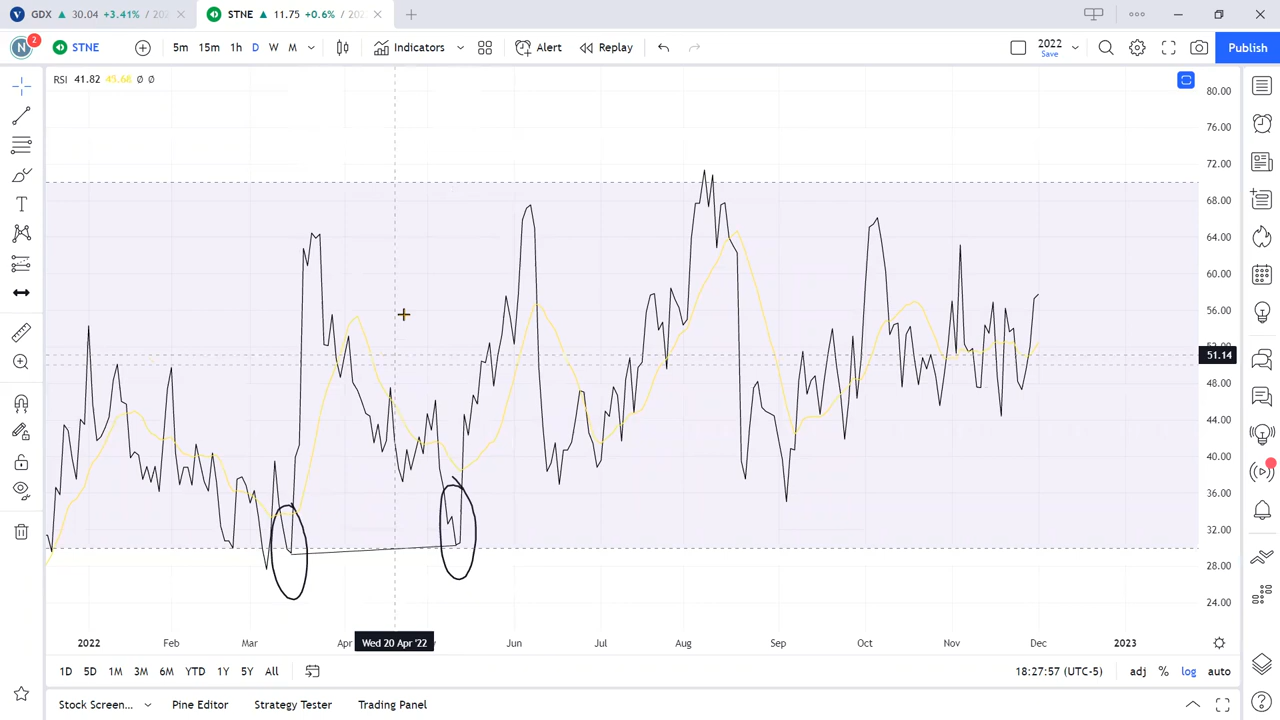 GDX ▲ 30.04 +3.41% / 202
STNE ▲ 11.75 +0.6% / 202
N 2 STNE 5m 15m 1h D W M Indicators Alert Replay 2022 Save Publish
RSI 41.82 45.68 Ø Ø
80.00
76.00
72.00
68.00
64.00
60.00
56.00
51.14
48.00
44.00
40.00
36.00
32.00
28.00
24.00
2022 Feb Mar Apr Wed 20 Apr '22 Jun Jul Aug Sep Oct Nov Dec 2023
1D 5D 1M 3M 6M YTD 1Y 5Y All 18:27:57 (UTC-5) adj % log auto
Stock Screen... Pine Editor Strategy Tester Trading Panel